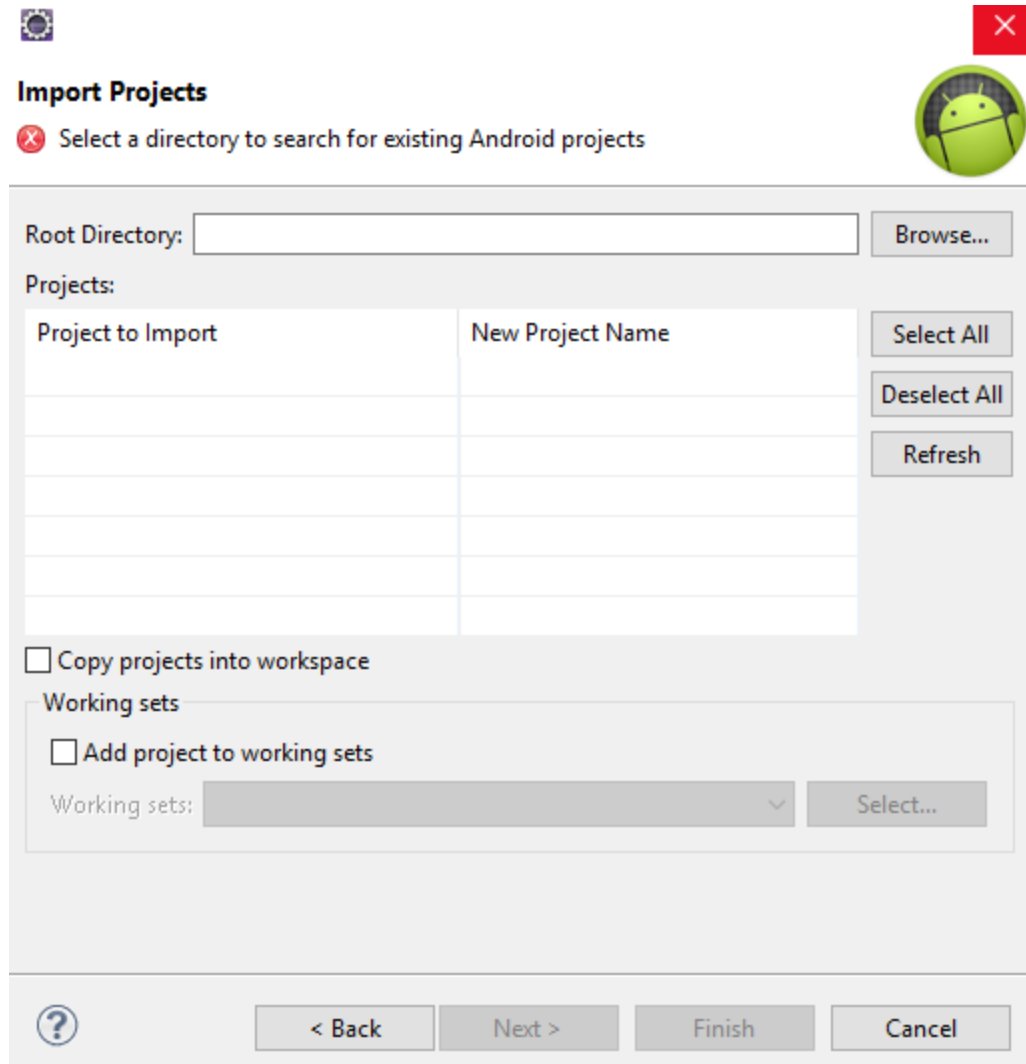 Import Projects
Select a directory to search for existing Android projects
Root Directory:
Browse...
Projects:
Project to Import
New Project Name
Select All
Deselect All
Refresh
Copy projects into workspace
Working sets
Add project to working sets
Working sets:
Select...
?
< Back
Next >
Finish
Cancel